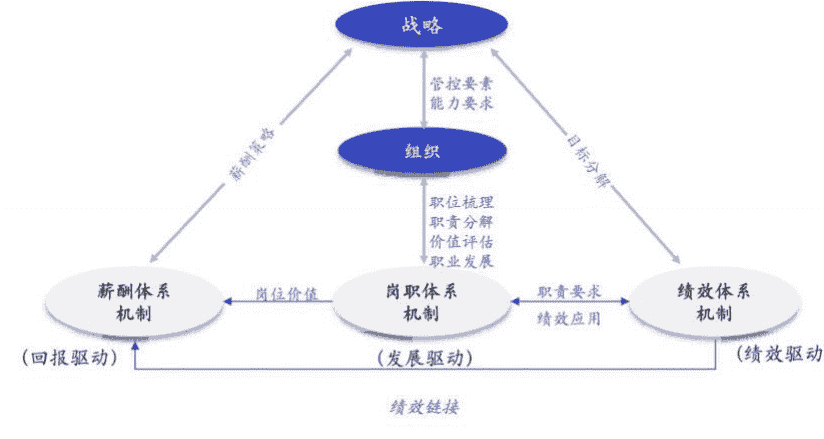 战略
管控要素
能力要求
薪酬策略
目标分解
组织
职位梳理
职责分解
价值评估
职业发展
薪酬体系
机制
岗位价值
岗职体系
机制
职责要求
绩效应用
绩效体系
机制
(回报驱动)
(发展驱动)
(绩效驱动
绩效链接